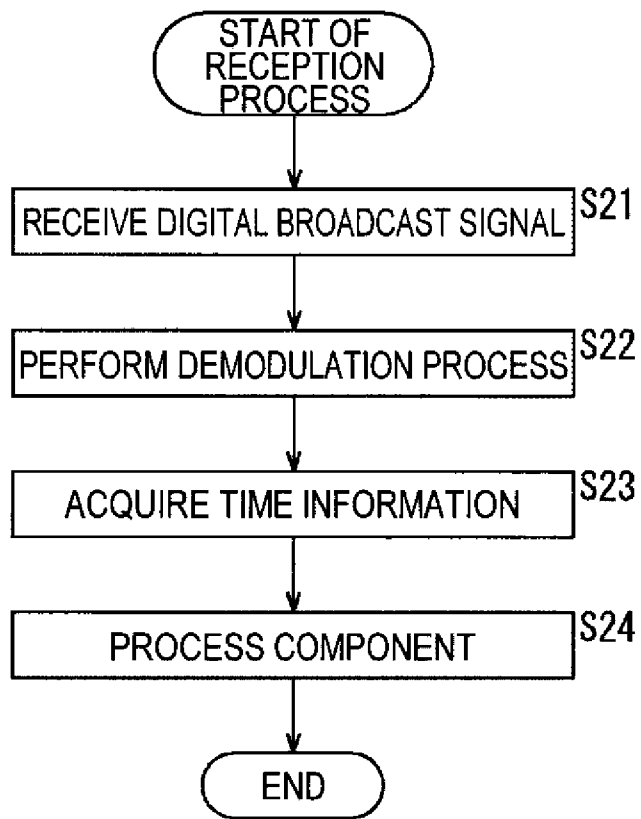 START OF
RECEPTION
PROCESS
RECEIVE DIGITAL BROADCAST SIGNAL
S21
PERFORM DEMODULATION PROCESS
S22
ACQUIRE TIME INFORMATION
S23
PROCESS COMPONENT
S24
END